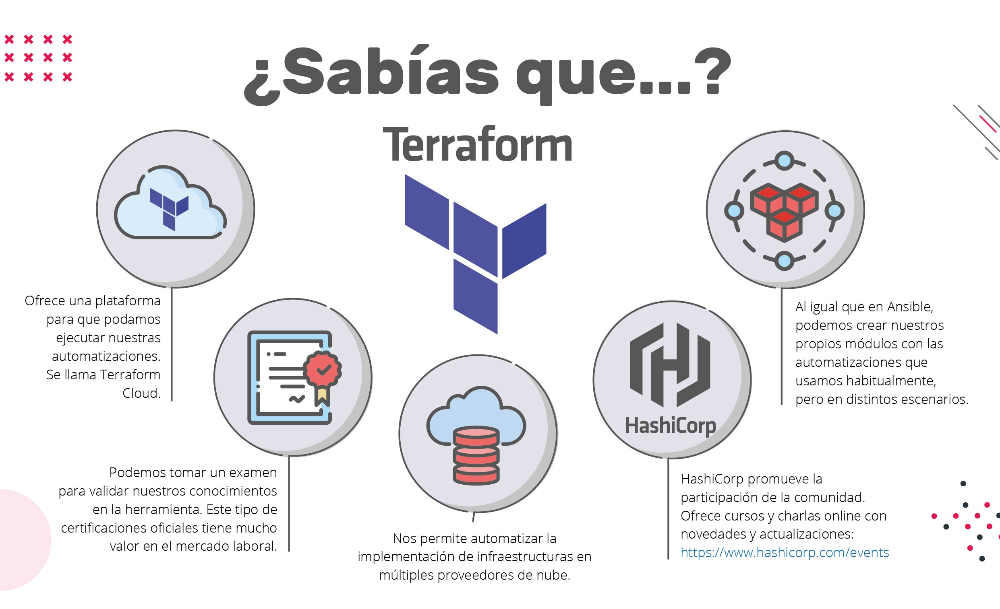 ¿Sabías que...?
Terraform
Ofrece una plataforma
para que podamos
ejecutar nuestras
automatizaciones.
Se llama Terraform
Cloud.
Podemos tomar un examen
para validar nuestros conocimientos
en la herramienta. Este tipo de
certificaciones oficiales tiene mucho
valor en el mercado laboral.
Nos permite automatizar la
implementación de infraestructuras en
múltiples proveedores de nube.
HashiCorp
HashiCorp promueve la
participación de la comunidad.
Ofrece cursos y charlas online con
novedades y actualizaciones:
https://www.hashicorp.com/events
Al igual que en Ansible,
podemos crear nuestros
propios módulos con las
automatizaciones que
usamos habitualmente,
pero en distintos escenarios.